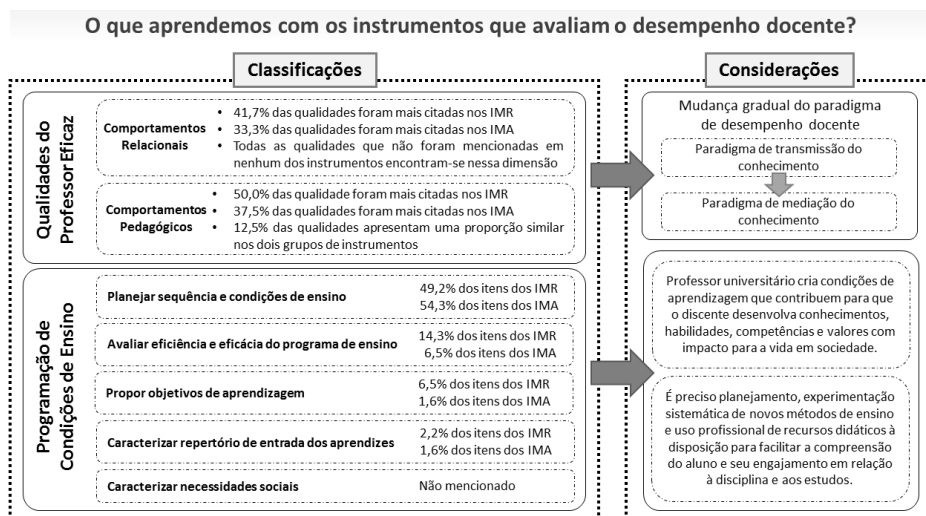 O que aprendemos com os instrumentos que avaliam o desempenho docente?
Classificações
Qualidades do
Professor Eficaz
Comportamentos
Relacionais
• 41,7% das qualidades foram mais citadas nos IMR
• 33,3% das qualidades foram mais citadas nos IMA
• Todas as qualidades que não foram mencionadas em
nenhum dos instrumentos encontram-se nessa dimensão
Comportamentos
Pedagógicos
• 50,0% das qualidade foram mais citadas nos IMR
• 37,5% das qualidades foram mais citadas nos IMA
• 12,5% das qualidades apresentam uma proporção similar
nos dois grupos de instrumentos
Programação de
Condições de Ensino
Planejar sequência e condições de ensino
49,2% dos itens dos IMR
54,3% dos itens dos IMA
Avaliar eficiência e eficácia do programa de ensino
14,3% dos itens dos IMR
6,5% dos itens dos IMA
Propor objetivos de aprendizagem
6,5% dos itens dos IMR
1,6% dos itens dos IMA
Caracterizar repertório de entrada dos aprendizes
2,2% dos itens dos IMR
1,6% dos itens dos IMA
Caracterizar necessidades sociais
Não mencionado
Considerações
Mudança gradual do paradigma
de desempenho docente
Paradigma de transmissão do
conhecimento
Paradigma de mediação do
conhecimento
Professor universitário cria condições de
aprendizagem que contribuem para que
o discente desenvolva conhecimentos,
habilidades, competências e valores com
impacto para a vida em sociedade.
É preciso planejamento, experimentação
sistemática de novos métodos de ensino
e uso profissional de recursos didáticos à
disposição para facilitar a compreensão
do aluno e seu engajamento em relação
à disciplina e aos estudos.